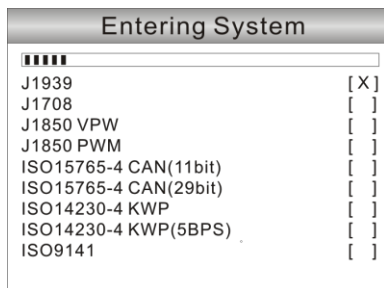 Entering System
J1939 [ X ]
J1708 [ ]
J1850 VPW [ ]
J1850 PWM [ ]
ISO15765-4 CAN(11bit) [ ]
ISO15765-4 CAN(29bit) [ ]
ISO14230-4 KWP [ ]
ISO14230-4 KWP(5BPS) [ ]
ISO9141 [ ]